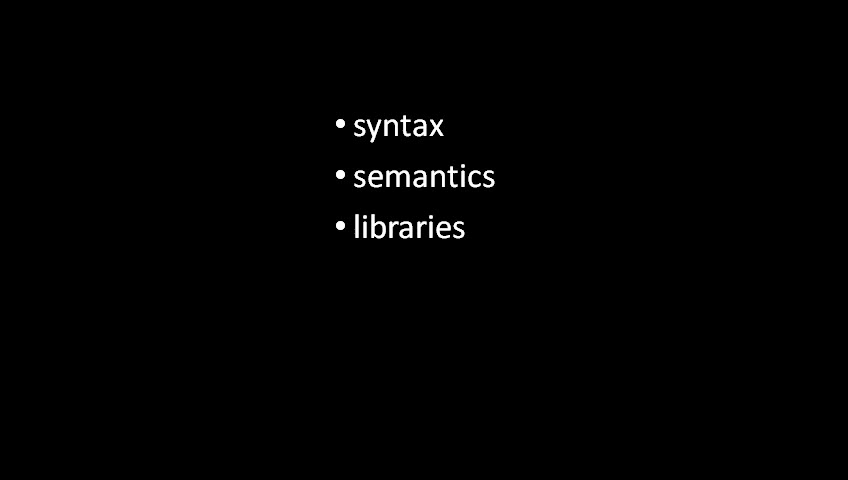 • syntax
• semantics
• libraries